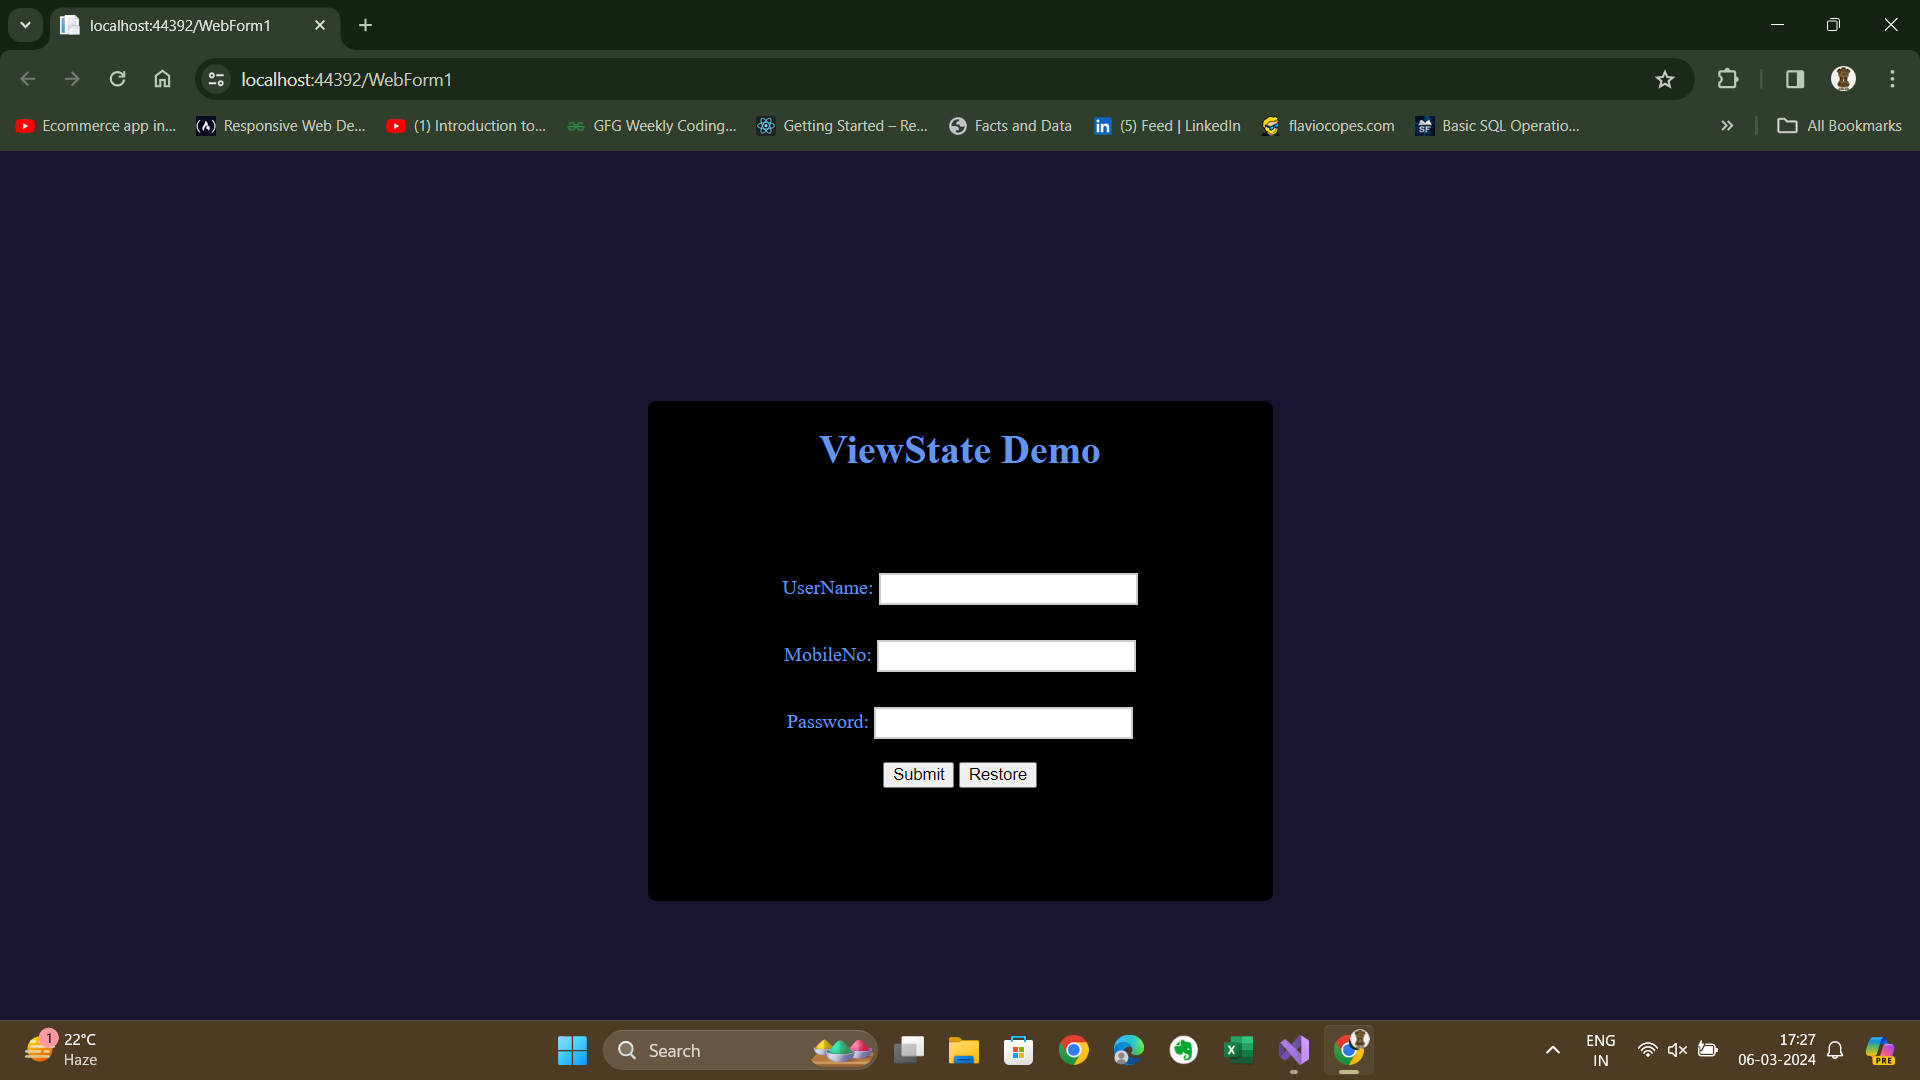 localhost:44392/WebForm1
localhost:44392/WebForm1
Ecommerce app in... Responsive Web De... (1) Introduction to... GFG Weekly Coding... Getting Started – Re... Facts and Data (5) Feed | LinkedIn flaviocopes.com Basic SQL Operatio... All Bookmarks
ViewState Demo
UserName:
MobileNo:
Password:
Submit Restore
1
22°C
Haze
Search
ENG
IN
17:27
06-03-2024
PRE